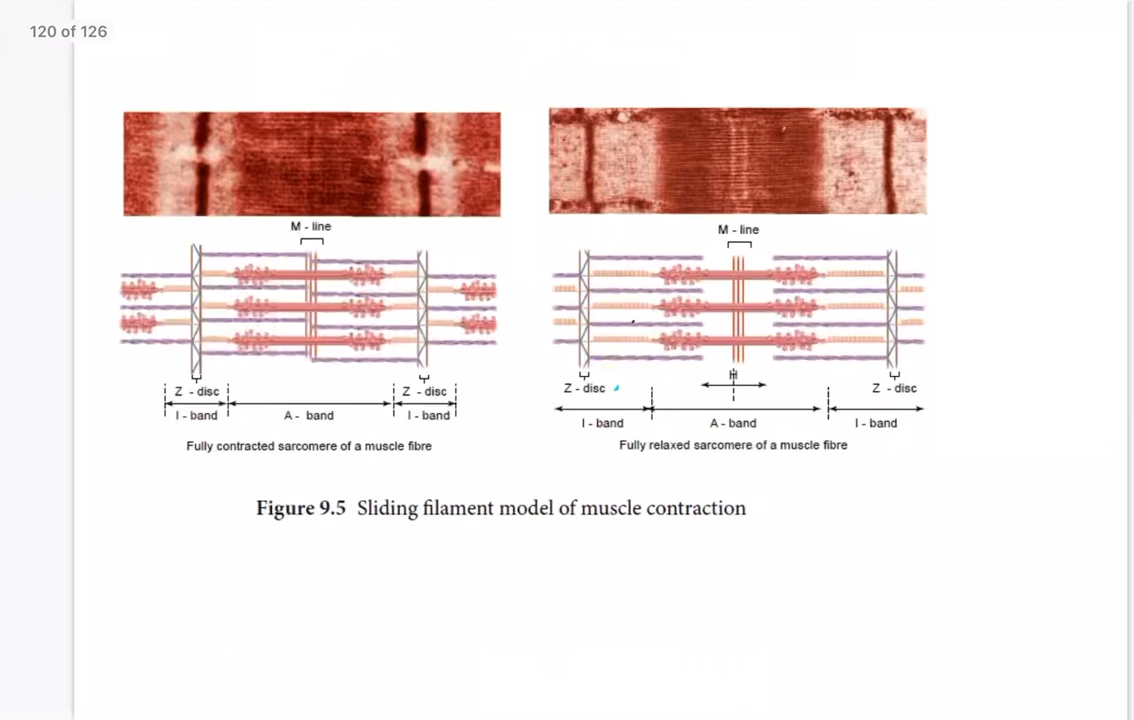 120 of 126
M - line
Z - disc
Z - disc
I - band
A - band
I - band
Fully contracted sarcomere of a muscle fibre
M - line
H
Z - disc
Z - disc
I - band
A - band
I - band
Fully relaxed sarcomere of a muscle fibre
Figure 9.5 Sliding filament model of muscle contraction